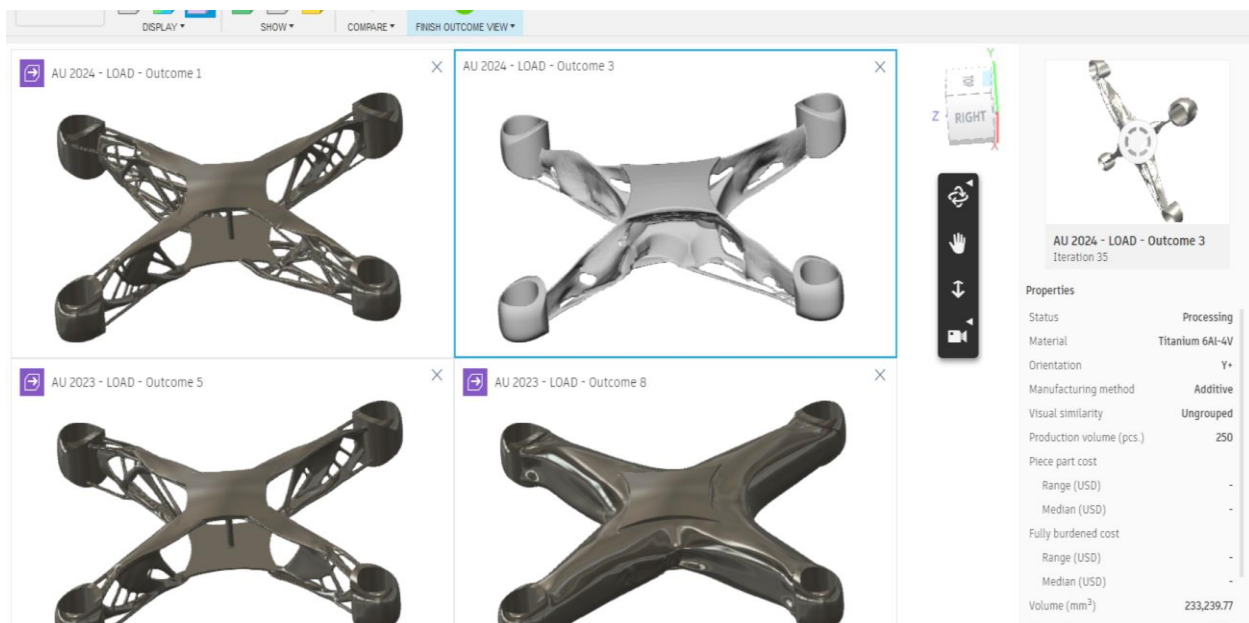 DISPLAY ▾
SHOW ▾
COMPARE ▾
FINISH OUTCOME VIEW ▾
AU 2024 - LOAD - Outcome 1
AU 2024 - LOAD - Outcome 3
AU 2023 - LOAD - Outcome 5
AU 2023 - LOAD - Outcome 8
Y
TOP
Z
RIGHT
X
AU 2024 - LOAD - Outcome 3
Iteration 35
Properties
Status Processing
Material Titanium 6Al-4V
Orientation Y+
Manufacturing method Additive
Visual similarity Ungrouped
Production volume (pcs.) 250
Piece part cost
Range (USD) -
Median (USD) -
Fully burdened cost
Range (USD) -
Median (USD) -
Volume (mm³) 233,239.77